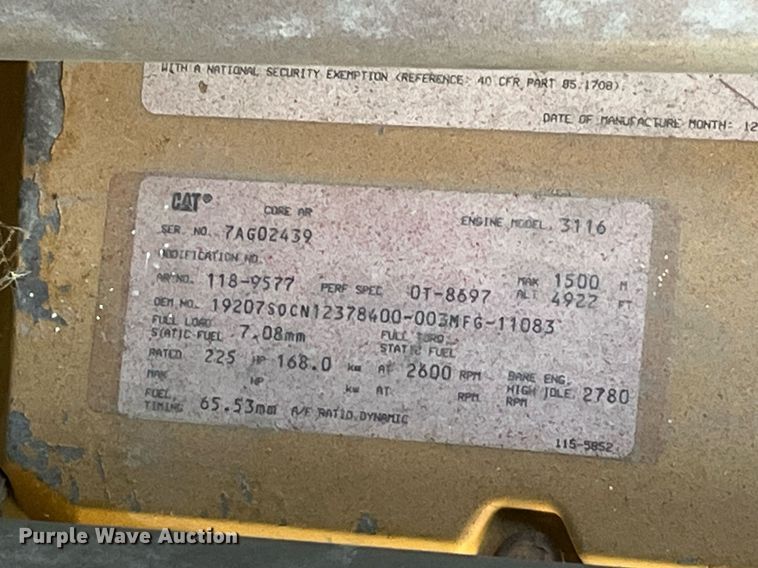 WITH A NATIONAL SECURITY EXEMPTION (REFERENCE: 40 CFR PART 85.1708).
DATE OF MANUFACTURE MONTH: 12
CAT® CORE AR ENGINE MODEL. 3116
SER. NO. 7AG02439
MODIFICATION NO.
AR NO. 118-9577 PERF SPEC 0T-8697 MAX ALT 1500 M 4922 FT
OEM NO. 19207SOCN12378400-003MFG-11083
FULL LOAD STATIC FUEL 7.08mm FULL TORQ. STATIC FUEL
RATED 225 HP 168.0 kw AT 2600 RPM BARE ENG. HIGH IDLE. RPM 2780
MAX HP kw AT RPM
FUEL TIMING 65.53mm A/F RATIO DYNAMIC
115-5852
Purple Wave Auction